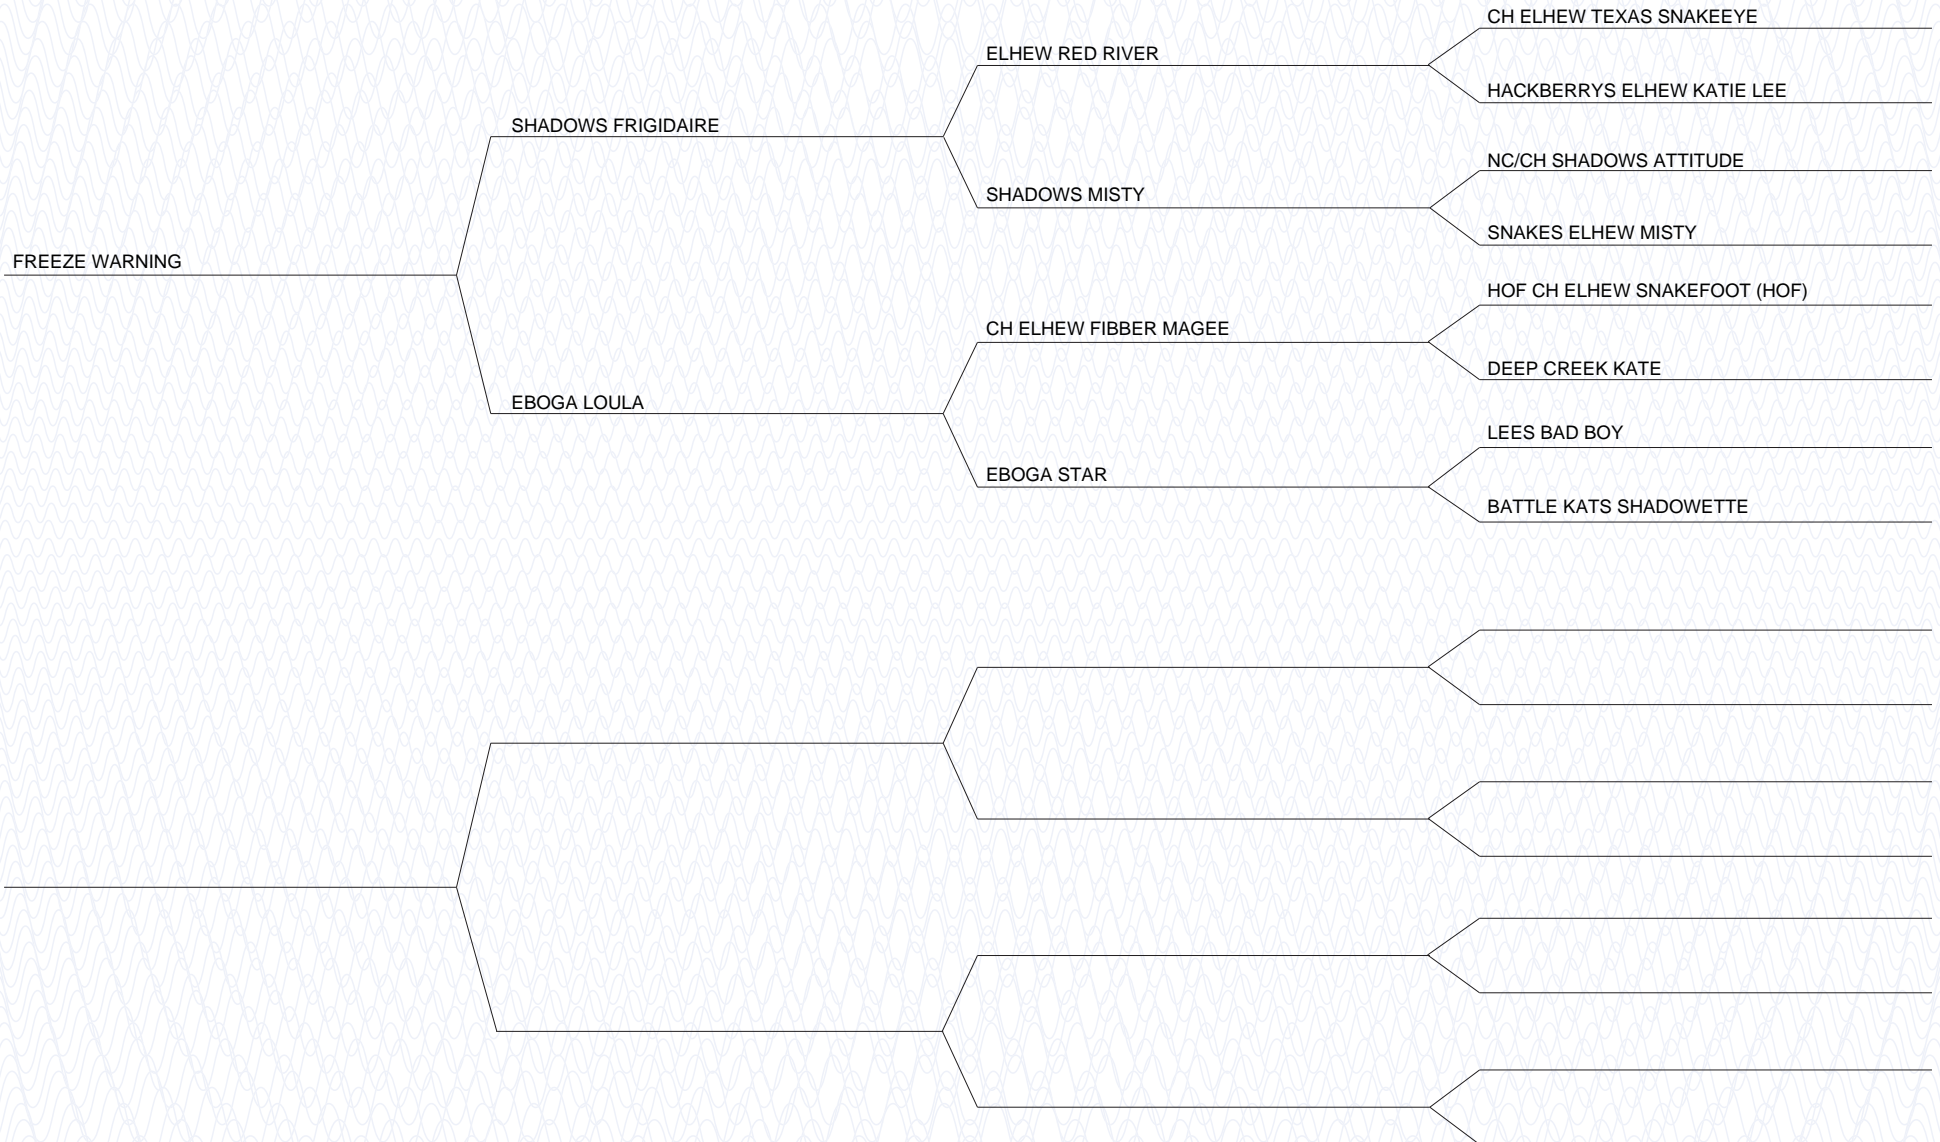 CH ELHEW TEXAS SNAKEEYE
ELHEW RED RIVER
HACKBERRYS ELHEW KATIE LEE
SHADOWS FRIGIDAIRE
NC/CH SHADOWS ATTITUDE
SHADOWS MISTY
SNAKES ELHEW MISTY
FREEZE WARNING
HOF CH ELHEW SNAKEFOOT (HOF)
CH ELHEW FIBBER MAGEE
DEEP CREEK KATE
EBOGA LOULA
LEES BAD BOY
EBOGA STAR
BATTLE KATS SHADOWETTE